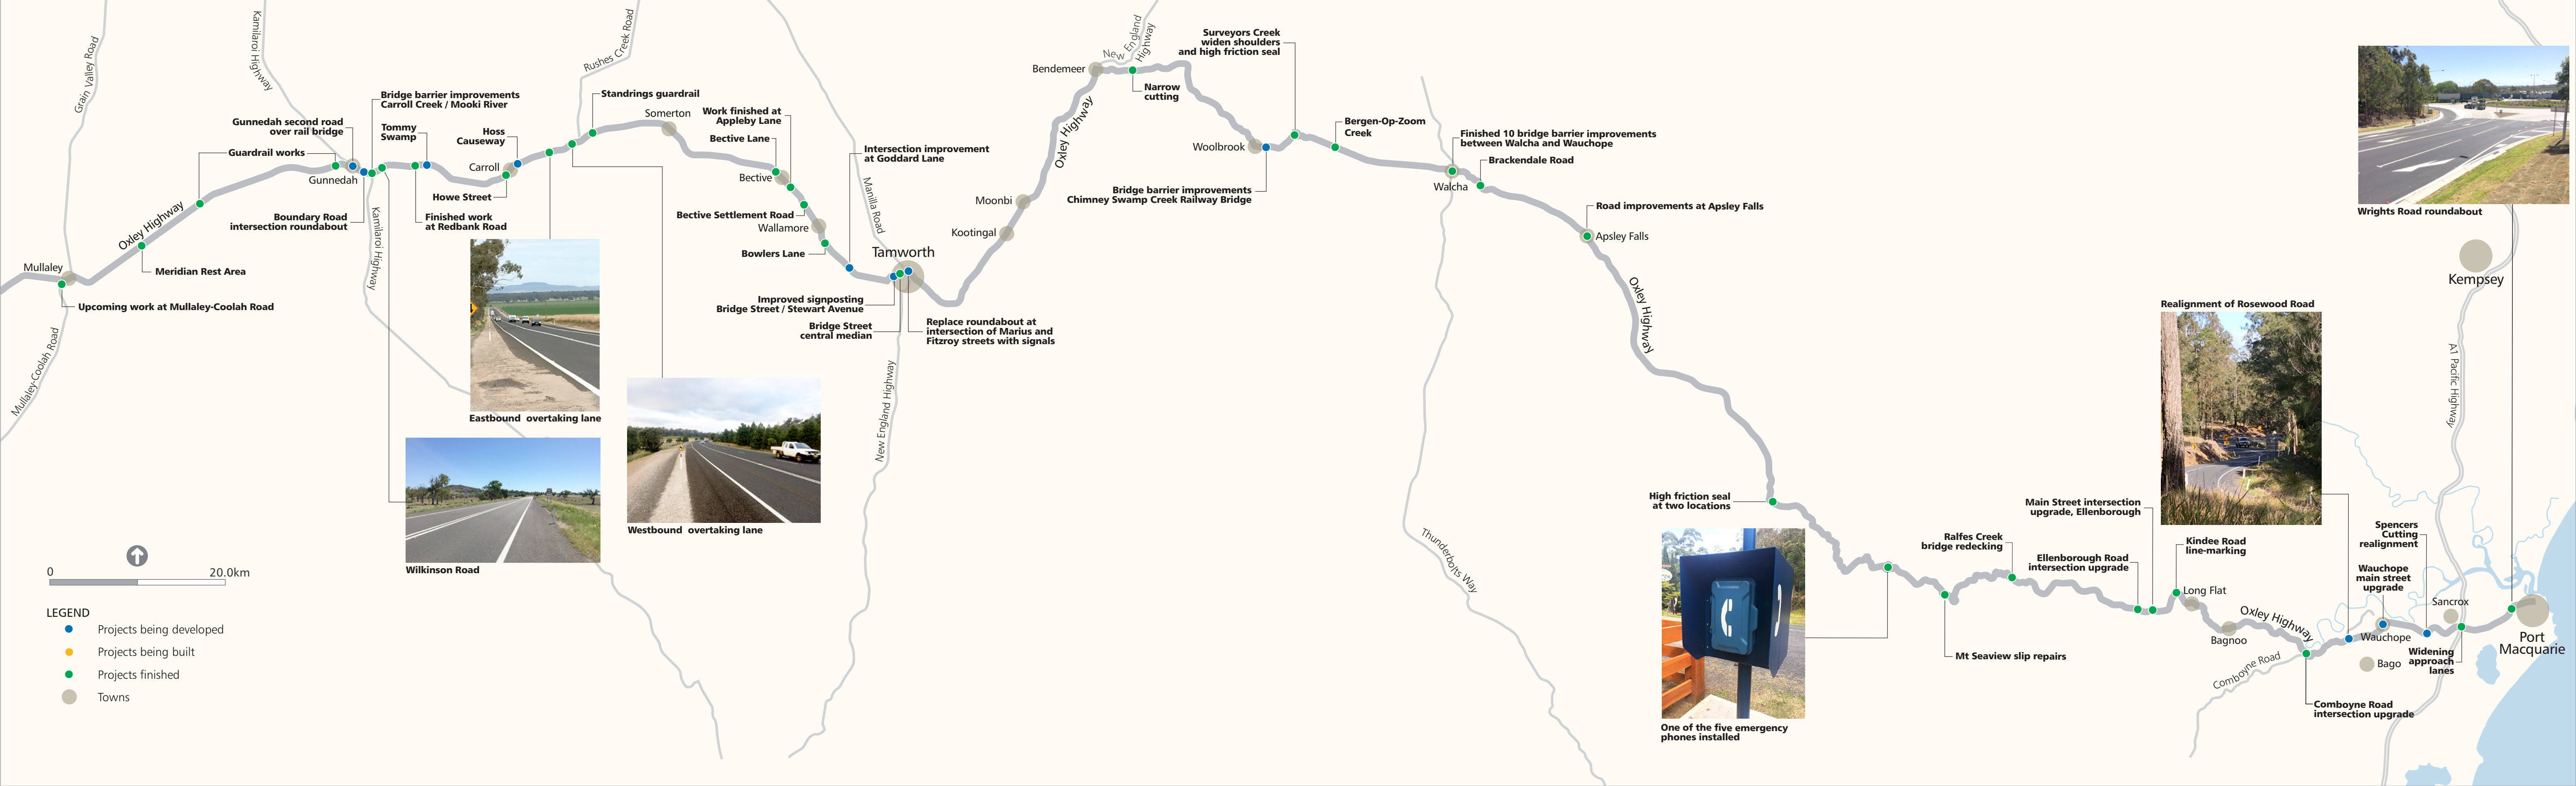 Grain Valley Road
Kamilaroi Highway
Rushes Creek Road
New England
Highway
Surveyors Creek
widen shoulders
and high friction seal
Bendemeer
Narrow
cutting
Bridge barrier improvements
Carroll Creek / Mooki River
Standrings guardrail
Somerton
Work finished at
Appleby Lane
Gunnedah second road
over rail bridge
Tommy
Swamp
Hoss
Causeway
Bective Lane
Guardrail works
Gunnedah
Carroll
Howe Street
Bective
Intersection improvement
at Goddard Lane
Oxley Highway
Woolbrook
Bergen-Op-Zoom
Creek
Finished 10 bridge barrier improvements
between Walcha and Wauchope
Brackendale Road
Walcha
Bridge barrier improvements
Chimney Swamp Creek Railway Bridge
Moonbi
Kootingal
Manilla Road
Boundary Road
intersection roundabout
Kamilaroi Highway
Finished work
at Redbank Road
Bective Settlement Road
Wallamore
Bowlers Lane
Tamworth
Road improvements at Apsley Falls
Apsley Falls
Wrights Road roundabout
Oxley Highway
Mullaley
Meridian Rest Area
Upcoming work at Mullaley-Coolah Road
Mullaley-Coolah Road
Improved signposting
Bridge Street / Stewart Avenue
Bridge Street
central median
Replace roundabout at
intersection of Marius and
Fitzroy streets with signals
New England Highway
Oxley Highway
Kempsey
Realignment of Rosewood Road
A1 Pacific Highway
Eastbound overtaking lane
Westbound overtaking lane
Wilkinson Road
High friction seal
at two locations
Thunderbolts Way
One of the five emergency
phones installed
Mt Seaview slip repairs
Ralfes Creek
bridge redecking
Main Street intersection
upgrade, Ellenborough
Ellenborough Road
intersection upgrade
Kindee Road
line-marking
Long Flat
Bagnoo
Oxley Highway
Comboyne Road
Comboyne Road
intersection upgrade
Spencers
Cutting
realignment
Wauchope
main street
upgrade
Wauchope
Bago
Sancrox
Widening
approach
lanes
Port
Macquarie
0
20.0km
LEGEND
Projects being developed
Projects being built
Projects finished
Towns